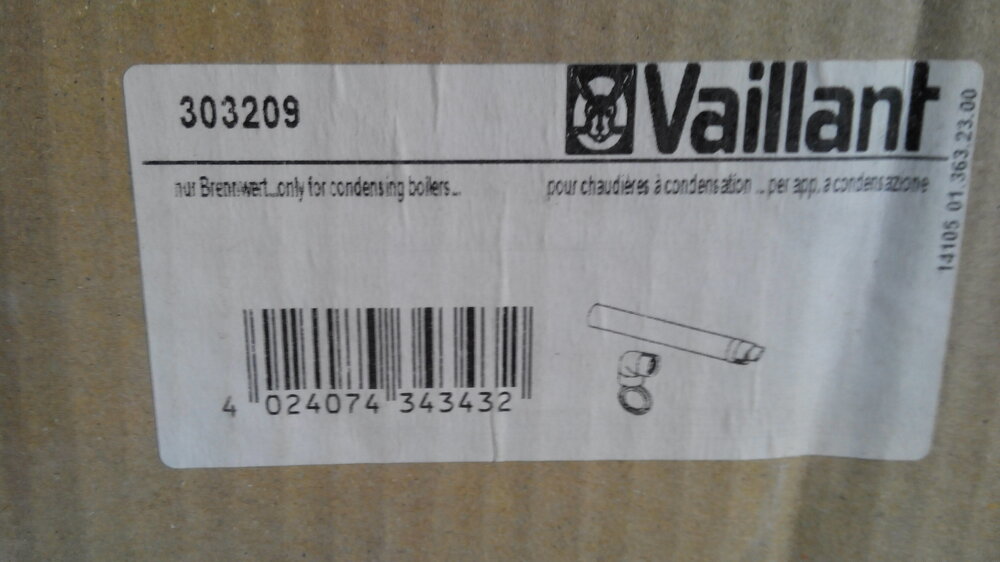 303209
Vaillant
nur Brennwert...only for condensing boilers...
pour chaudières à condensation ... per app. a condensazione
14105 01.363.23.00
4 024074 343432